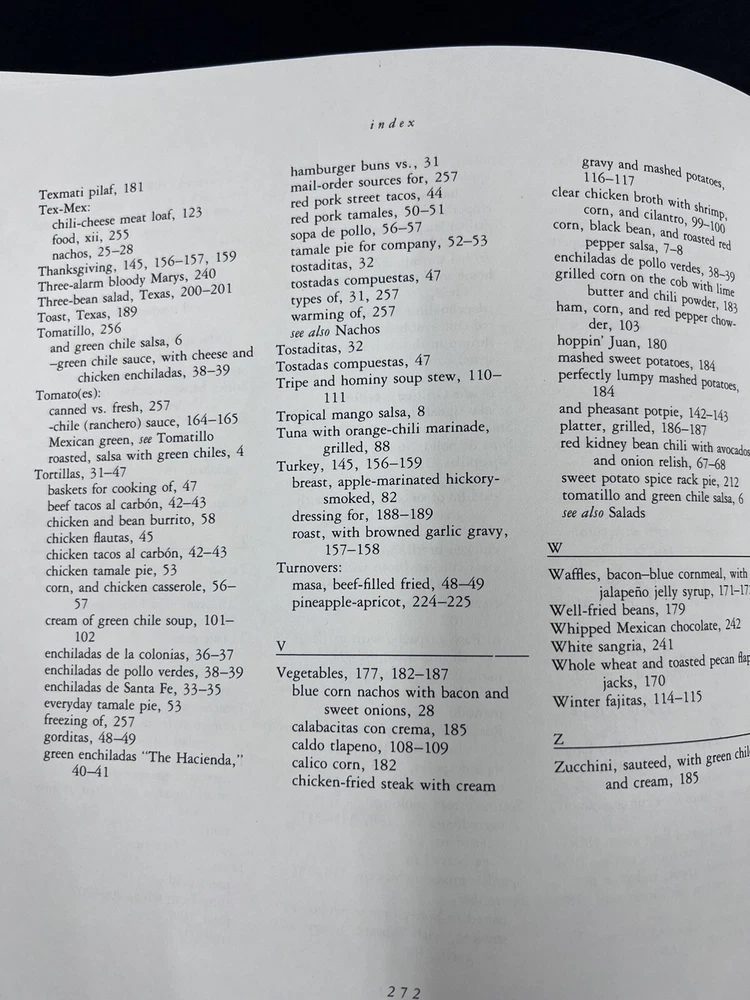 index
Texmati pilaf, 181
Tex-Mex:
chili-cheese meat loaf, 123
food, xii, 255
nachos, 25–28
Thanksgiving, 145, 156–157, 159
Three-alarm bloody Marys, 240
Three-bean salad, Texas, 200–201
Toast, Texas, 189
Tomatillo, 256
and green chile salsa, 6
–green chile sauce, with cheese and
chicken enchiladas, 38–39
Tomato(es):
canned vs. fresh, 257
-chile (ranchero) sauce, 164–165
Mexican green, see Tomatillo
roasted, salsa with green chiles, 4
Tortillas, 31–47
baskets for cooking of, 47
beef tacos al carbón, 42–43
chicken and bean burrito, 58
chicken flautas, 45
chicken tacos al carbón, 42–43
chicken tamale pie, 53
corn, and chicken casserole, 56–
57
cream of green chile soup, 101–
102
enchiladas de la colonias, 36–37
enchiladas de pollo verdes, 38–39
enchiladas de Santa Fe, 33–35
everyday tamale pie, 53
freezing of, 257
gorditas, 48–49
green enchiladas "The Hacienda,"
40–41
hamburger buns vs., 31
mail-order sources for, 257
red pork street tacos, 44
red pork tamales, 50–51
sopa de pollo, 56–57
tamale pie for company, 52–53
tostaditas, 32
tostadas compuestas, 47
types of, 31, 257
warming of, 257
see also Nachos
Tostaditas, 32
Tostadas compuestas, 47
Tripe and hominy soup stew, 110–
111
Tropical mango salsa, 8
Tuna with orange-chili marinade,
grilled, 88
Turkey, 145, 156–159
breast, apple-marinated hickory-
smoked, 82
dressing for, 188–189
roast, with browned garlic gravy,
157–158
Turnovers:
masa, beef-filled fried, 48–49
pineapple-apricot, 224–225
V
Vegetables, 177, 182–187
blue corn nachos with bacon and
sweet onions, 28
calabacitas con crema, 185
caldo tlapeno, 108–109
calico corn, 182
chicken-fried steak with cream
gravy and mashed potatoes,
116–117
clear chicken broth with shrimp,
corn, and cilantro, 99–100
corn, black bean, and roasted red
pepper salsa, 7–8
enchiladas de pollo verdes, 38–39
grilled corn on the cob with lime
butter and chili powder, 183
ham, corn, and red pepper chow-
der, 103
hoppin' Juan, 180
mashed sweet potatoes, 184
perfectly lumpy mashed potatoes,
184
and pheasant potpie, 142–143
platter, grilled, 186–187
red kidney bean chili with avocados
and onion relish, 67–68
sweet potato spice rack pie, 212
tomatillo and green chile salsa, 6
see also Salads
W
Waffles, bacon–blue cornmeal, with
jalapeño jelly syrup,
Well-fried beans, 179
Whipped Mexican chocolate, 242
White sangria, 241
Whole wheat and toasted pecan flap
jacks, 170
Winter fajitas, 114–115
Z
Zucchini, sauteed, with green
and cream, 185
272